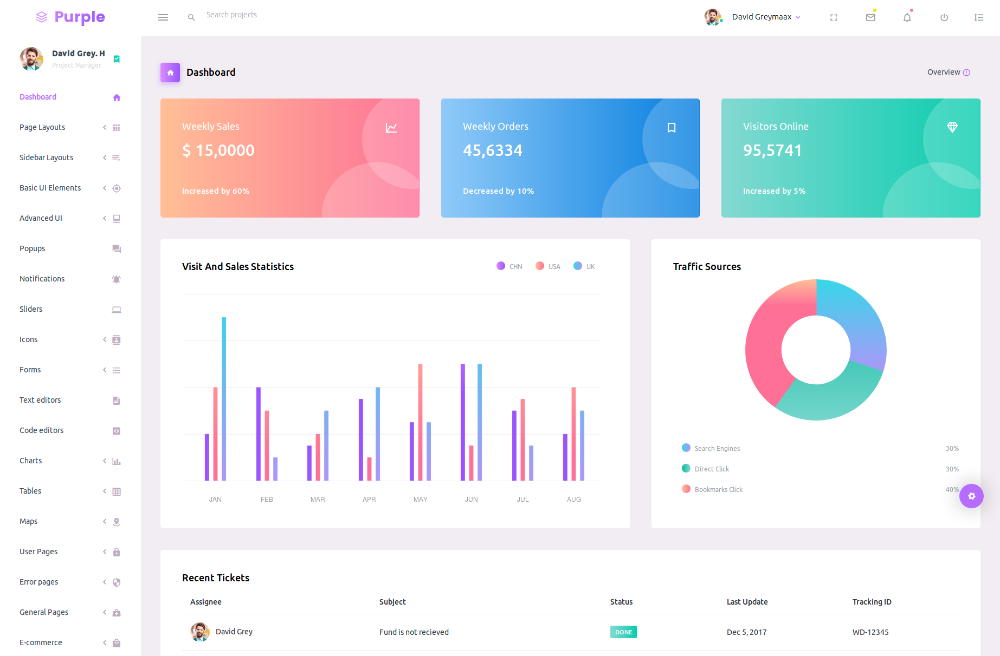 Purple
Search projects
David Greymaax
David Grey. H
Project Manager
Dashboard
Page Layouts
Sidebar Layouts
Basic UI Elements
Advanced UI
Popups
Notifications
Sliders
Icons
Forms
Text editors
Code editors
Charts
Tables
Maps
User Pages
Error pages
General Pages
E-commerce
Dashboard
Overview
Weekly Sales
$ 15,0000
Increased by 60%
Weekly Orders
45,6334
Decreased by 10%
Visitors Online
95,5741
Increased by 5%
Visit And Sales Statistics
CHN USA UK
JAN FEB MAR APR MAY JUN JUL AUG
Traffic Sources
Search Engines 30%
Direct Click 30%
Bookmarks Click 40%
Recent Tickets
Assignee Subject Status Last Update Tracking ID
David Grey Fund is not recieved DONE Dec 5, 2017 WD-12345